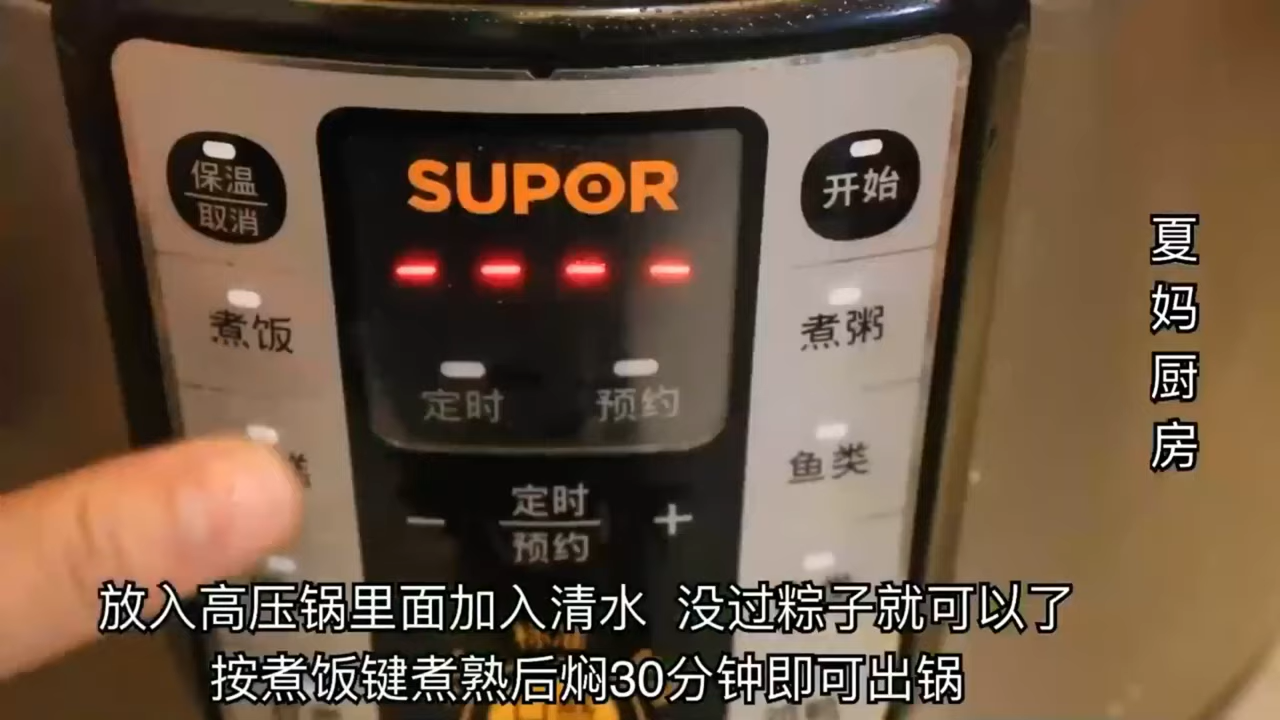 SUPOR
保温
取消
开始
煮饭
煮粥
定时
预约
鱼类
- 定时 +
预约
夏妈厨房
放入高压锅里面加入清水 没过粽子就可以了
按煮饭键煮熟后焖30分钟即可出锅